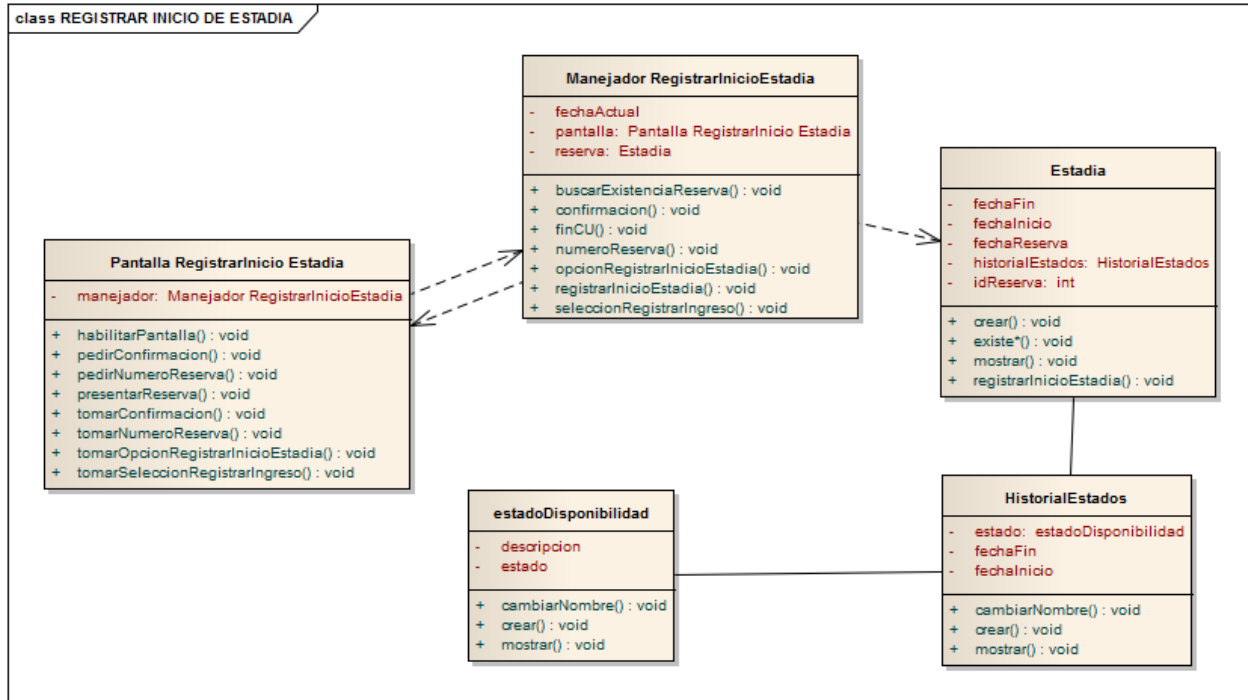 class REGISTRAR INICIO DE ESTADIA
Manejador RegistrarInicioEstadia
- fechaActual
- pantalla: Pantalla RegistrarInicio Estadia
- reserva: Estadia
+ buscarExistenciaReserva() : void
+ confirmacion() : void
+ finCU() : void
+ numeroReserva() : void
+ opcionRegistrarInicioEstadia() : void
+ registrarInicioEstadia() : void
+ seleccionRegistrarIngreso() : void
Estadia
- fechaFin
- fechaInicio
- fechaReserva
- historialEstados: HistorialEstados
- idReserva: int
+ crear() : void
+ existe*() : void
+ mostrar() : void
+ registrarInicioEstadia() : void
Pantalla RegistrarInicio Estadia
- manejador: Manejador RegistrarInicioEstadia
+ habilitarPantalla() : void
+ pedirConfirmacion() : void
+ pedirNumeroReserva() : void
+ presentarReserva() : void
+ tomarConfirmacion() : void
+ tomarNumeroReserva() : void
+ tomarOpcionRegistrarInicioEstadia() : void
+ tomarSeleccionRegistrarIngreso() : void
estadoDisponibilidad
- descripcion
- estado
+ cambiarNombre() : void
+ crear() : void
+ mostrar() : void
HistorialEstados
- estado: estadoDisponibilidad
- fechaFin
- fechaInicio
+ cambiarNombre() : void
+ crear() : void
+ mostrar() : void